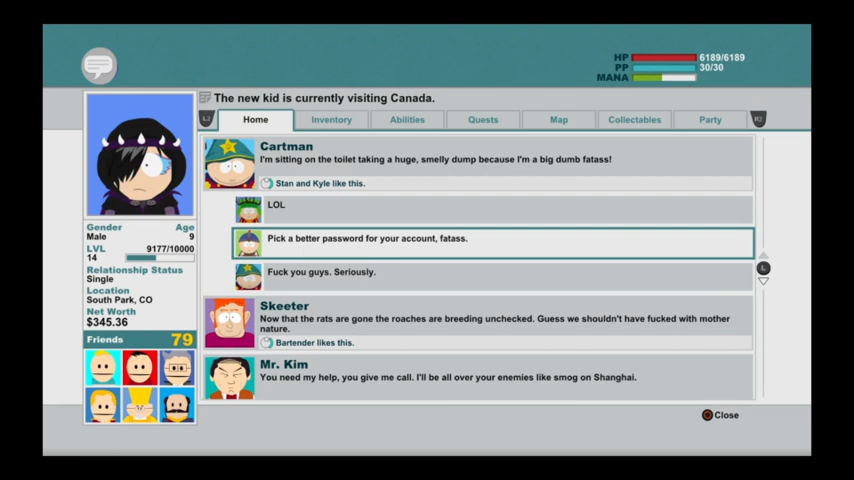 HP 6189/6189
PP 30/30
MANA
The new kid is currently visiting Canada.
Home Inventory Abilities Quests Map Collectables Party
Cartman
I'm sitting on the toilet taking a huge, smelly dump because I'm a big dumb fatass!
Stan and Kyle like this.
LOL
Pick a better password for your account, fatass.
Fuck you guys. Seriously.
Skeeter
Now that the rats are gone the roaches are breeding unchecked. Guess we shouldn't have fucked with mother
nature.
Bartender likes this.
Mr. Kim
You need my help, you give me call. I'll be all over your enemies like smog on Shanghai.
Gender Age
Male 9
LVL 9177/10000
14
Relationship Status
Single
Location
South Park, CO
Net Worth
$345.36
Friends 79
L
Close